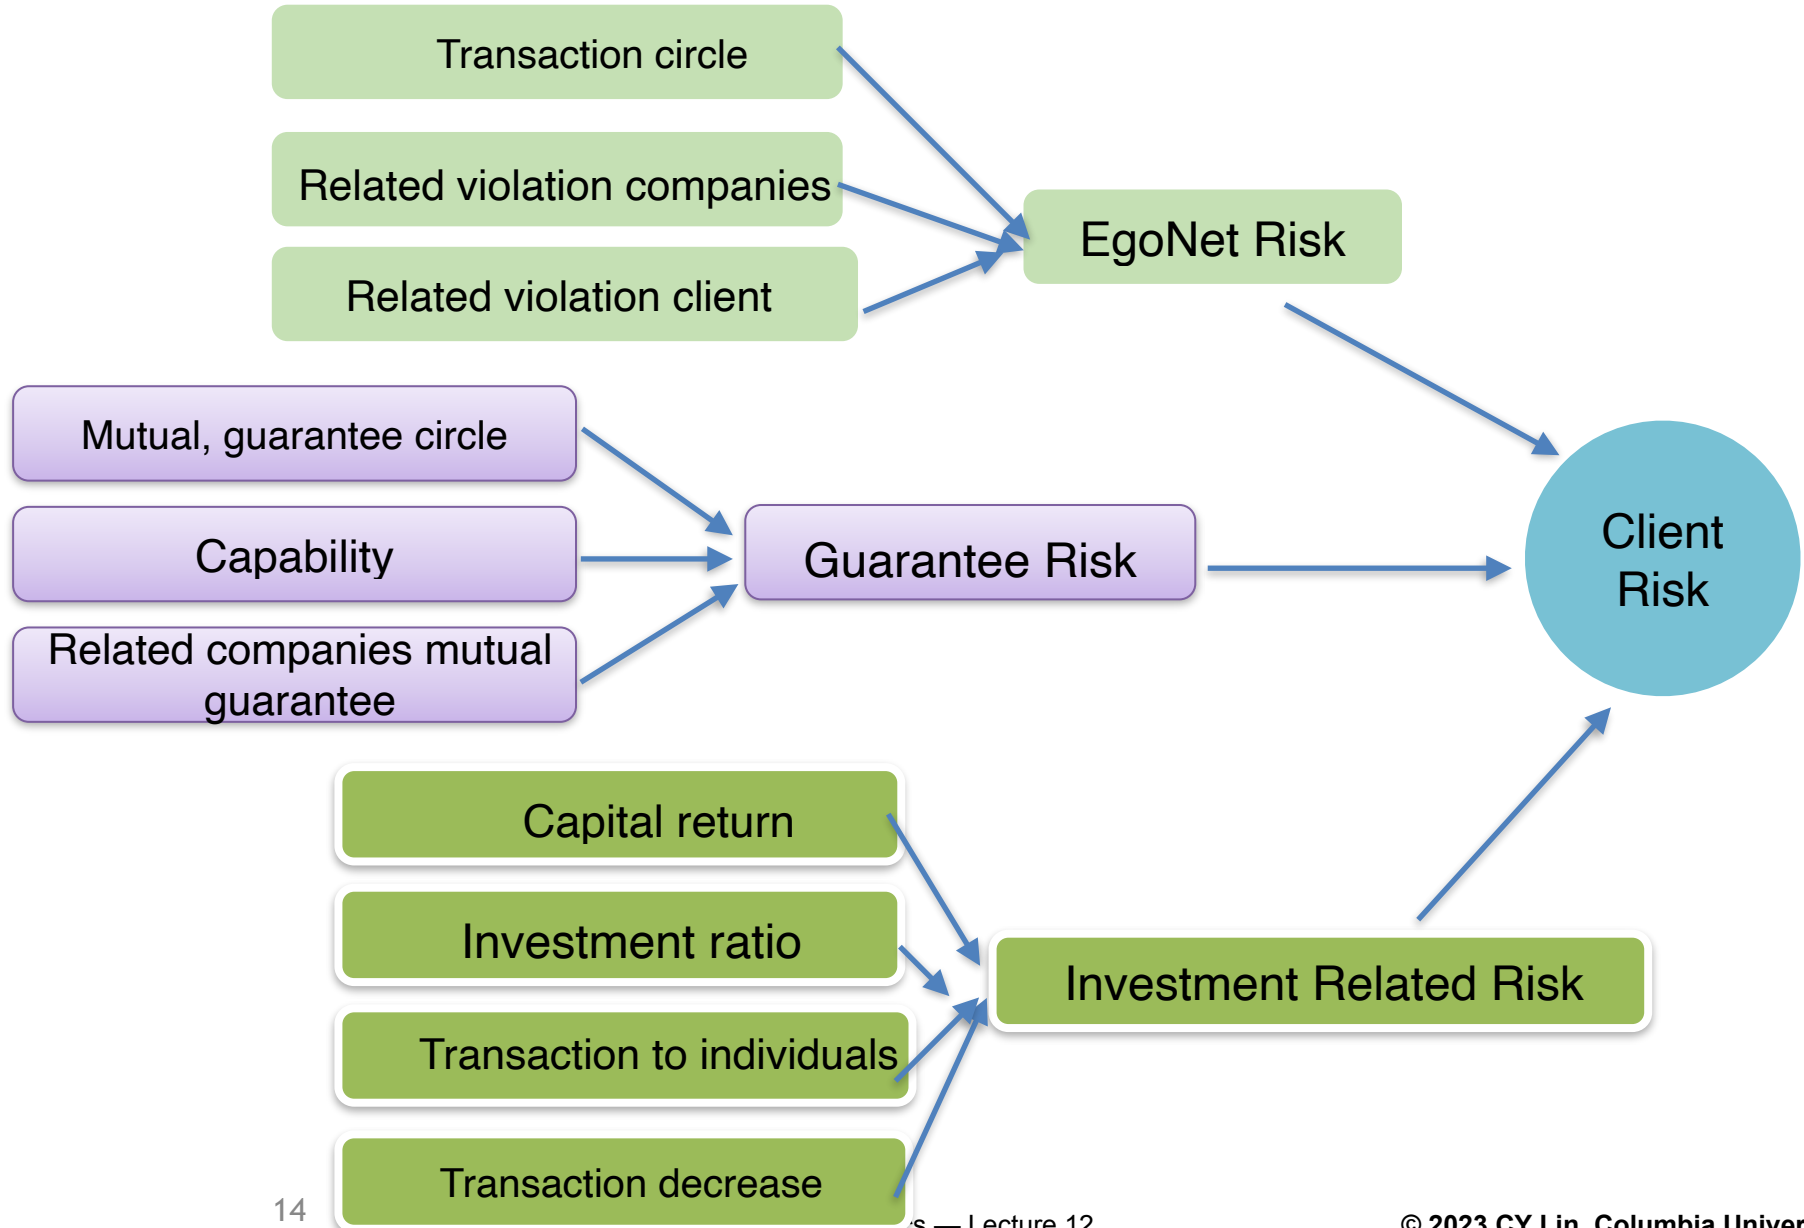 Transaction circle
Related violation companies
EgoNet Risk
Related violation client
Mutual, guarantee circle
Capability
Guarantee Risk
Client
Risk
Related companies mutual
guarantee
Capital return
Investment ratio
Investment Related Risk
Transaction to individuals
Transaction decrease
14
— Lecture 12
© 2023 CY Lin, Columbia